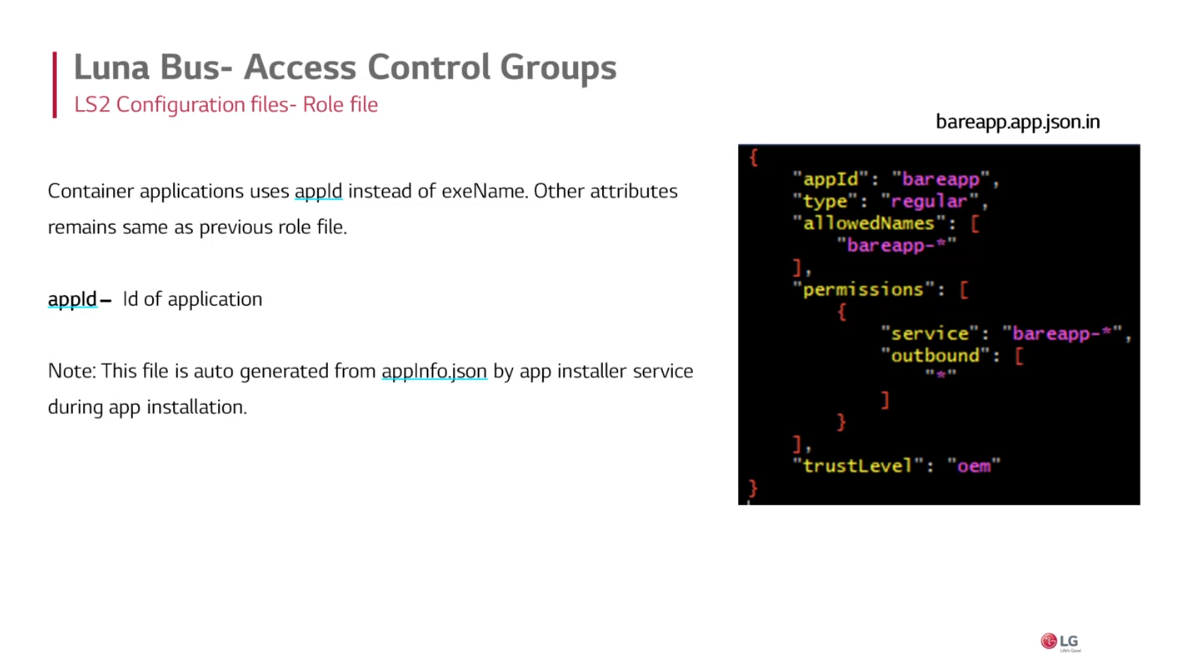 Luna Bus- Access Control Groups
LS2 Configuration files- Role file
bareapp.app.json.in
Container applications uses appId instead of exeName. Other attributes
remains same as previous role file.
appId – Id of application
Note: This file is auto generated from appInfo.json by app installer service
during app installation.
{
"appId": "bareapp",
"type": "regular",
"allowedNames": [
"bareapp-*"
],
"permissions": [
{
"service": "bareapp-*",
"outbound": [
"*"
]
}
],
"trustLevel": "oem"
}
LG
Life's Good